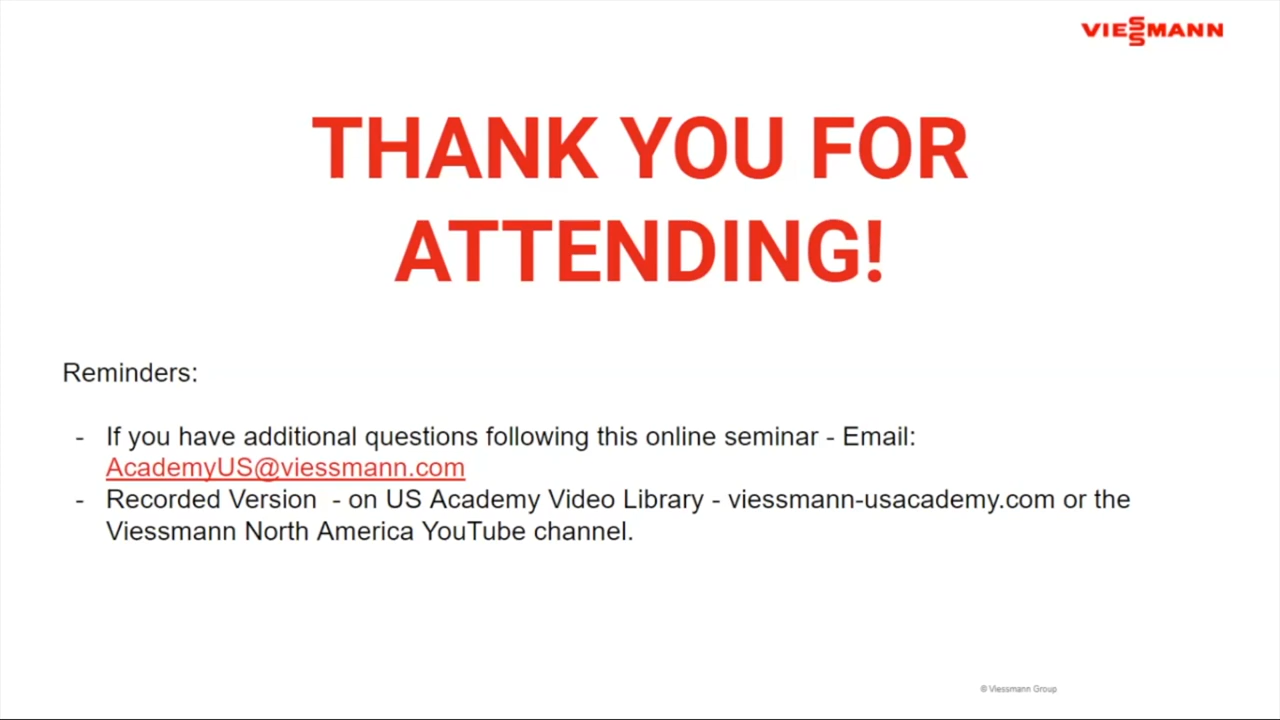 VIESSMANN
THANK YOU FOR
ATTENDING!
Reminders:
- If you have additional questions following this online seminar - Email:
AcademyUS@viessmann.com
- Recorded Version - on US Academy Video Library - viessmann-usacademy.com or the
Viessmann North America YouTube channel.
© Viessmann Group